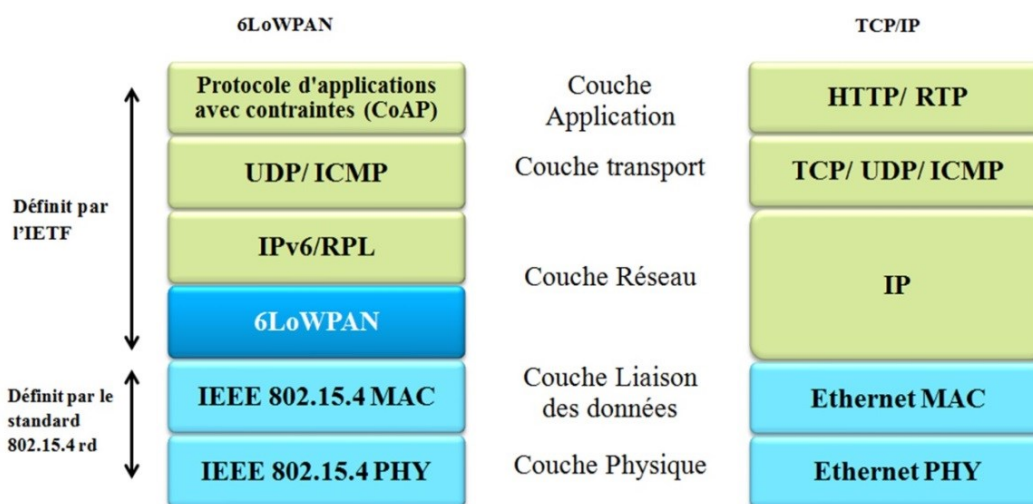 6LoWPAN
TCP/IP
Protocole d'applications
avec contraintes (CoAP)
Couche
Application
HTTP/ RTP
UDP/ ICMP
Couche transport
TCP/ UDP/ ICMP
Définit par
l'IETF
IPv6/RPL
Couche Réseau
IP
6LoWPAN
Définit par le
standard
802.15.4 rd
IEEE 802.15.4 MAC
Couche Liaison
des données
Ethernet MAC
IEEE 802.15.4 PHY
Couche Physique
Ethernet PHY